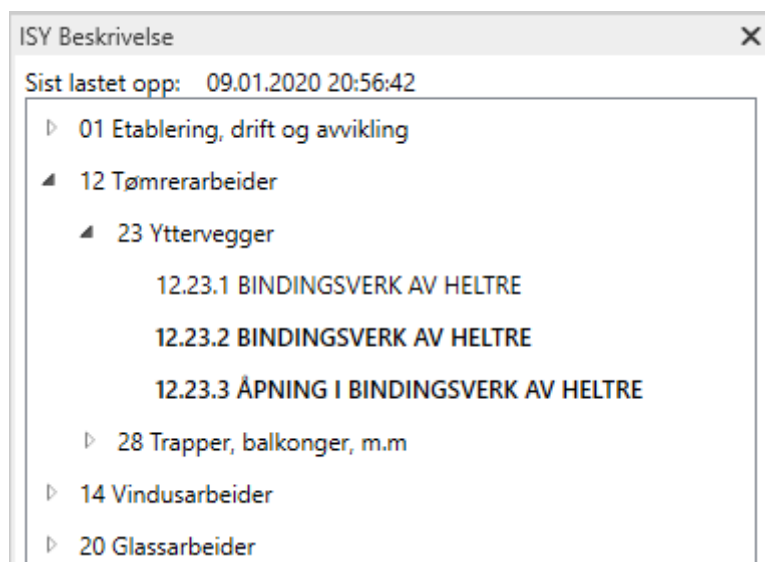 ISY Beskrivelse
Sist lastet opp: 09.01.2020 20:56:42
01 Etablering, drift og avvikling
12 Tømrerarbeider
23 Yttervegger
12.23.1 BINDINGSVERK AV HELTRE
12.23.2 BINDINGSVERK AV HELTRE
12.23.3 ÅPNING I BINDINGSVERK AV HELTRE
28 Trapper, balkonger, m.m
14 Vindusarbeider
20 Glassarbeider